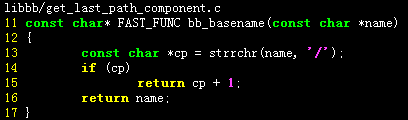 libbb/get_last_path_component.c
11 const char* FAST_FUNC bb_basename(const char *name)
12 {
13         const char *cp = strrchr(name, '/');
14         if (cp)
15                 return cp + 1;
16         return name;
17 }